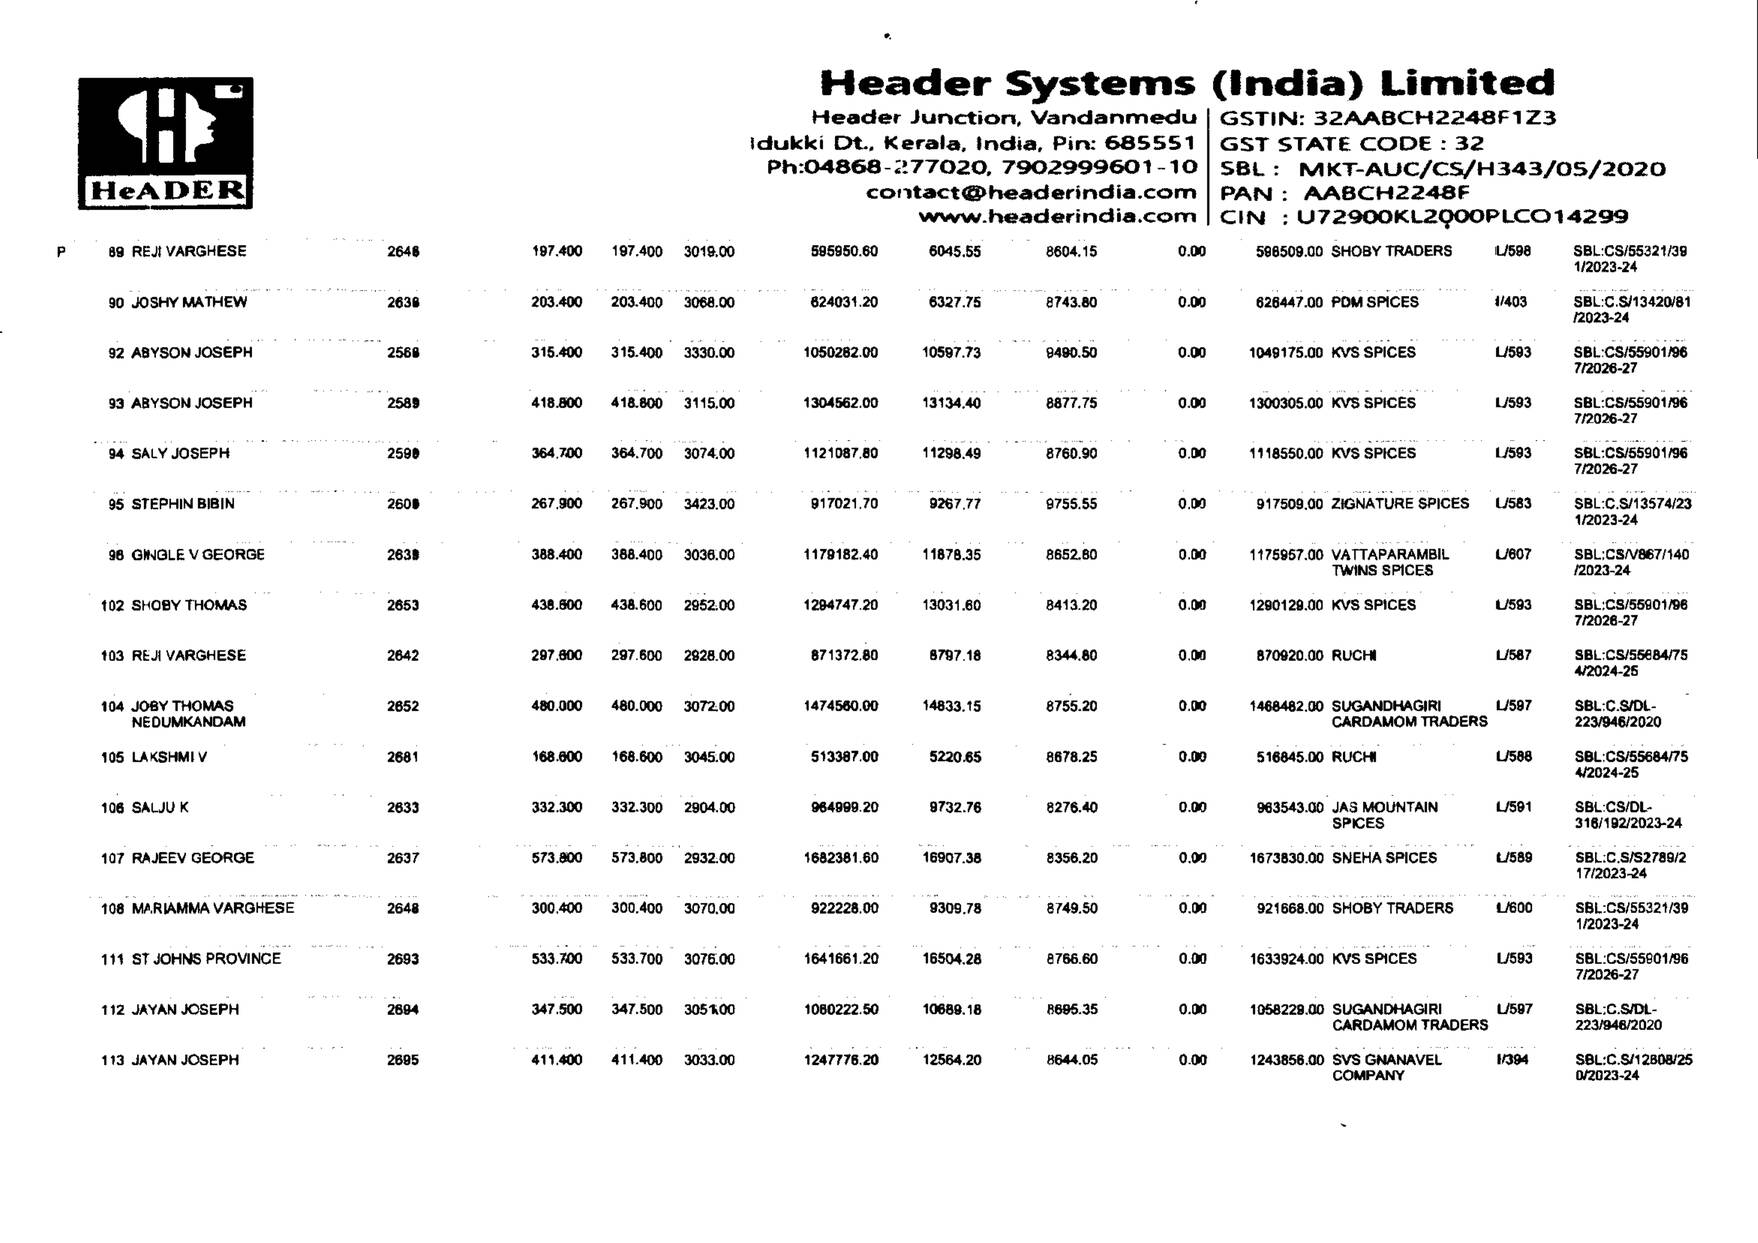 HeADER
Header Systems (India) Limited
Header Junction, Vandanmedu
Idukki Dt., Kerala, India, Pin: 685551
Ph:04868-277020, 7902999601-10
contact@headerindia.com
www.headerindia.com
GSTIN: 32AABCH2248F1Z3
GST STATE CODE : 32
SBL : MKT-AUC/CS/H343/05/2020
PAN : AABCH2248F
CIN : U72900KL2000PLC014299
P 89 REJI VARGHESE 2646 197.400 197.400 3019.00 595950.60 6045.55 8604.15 0.00 598509.00 SHOBY TRADERS L/598 SBL:CS/55321/39
1/2023-24
90 JOSHY MATHEW 2636 203.400 203.400 3068.00 624031.20 6327.75 8743.80 0.00 626447.00 PDM SPICES I/403 SBL:C.S/13420/81
/2023-24
92 ABYSON JOSEPH 2568 315.400 315.400 3330.00 1050282.00 10597.73 9490.50 0.00 1049175.00 KVS SPICES L/593 SBL:CS/55901/96
7/2026-27
93 ABYSON JOSEPH 2589 418.800 418.800 3115.00 1304562.00 13134.40 8877.75 0.00 1300305.00 KVS SPICES L/593 SBL:CS/55901/96
7/2026-27
94 SALY JOSEPH 364.700 364.700 3074.00 1121087.80 11298.49 8760.90 0.00 1118550.00 KVS SPICES L/593 SBL:CS/55901/96
7/2026-27
95 STEPHIN BIBIN 267.900 267.900 3423.00 917021.70 9267.77 9755.55 0.00 917509.00 ZIGNATURE SPICES L/583 SBL:C.S/13574/23
1/2023-24
96 GINGLE V GEORGE 388.400 388.400 3036.00 1179182.40 11878.35 8652.80 0.00 1175957.00 VATTAPARAMBIL L/607 SBL:CS/V867/140
TWINS SPICES /2023-24
102 SHOBY THOMAS 2653 438.600 438.600 2952.00 1294747.20 13031.60 8413.20 0.00 1290129.00 KVS SPICES L/593 SBL:CS/55901/96
7/2026-27
103 REJI VARGHESE 2642 297.600 297.600 2928.00 871372.80 8797.18 8344.80 0.00 870920.00 RUCHI L/587 SBL:CS/55684/75
4/2024-25
104 JOBY THOMAS 2652 480.000 480.000 3072.00 1474560.00 14833.15 8755.20 0.00 1468482.00 SUGANDHAGIRI L/597 SBL:C.S/DL-
NEDUMKANDAM CARDAMOM TRADERS 223/946/2020
105 LAKSHMI V 2681 168.600 168.600 3045.00 513387.00 5220.65 8678.25 0.00 516845.00 RUCHI L/588 SBL:CS/55684/75
4/2024-25
106 SALJU K 2633 332.300 332.300 2904.00 964999.20 9732.76 8276.40 0.00 963543.00 JAS MOUNTAIN L/591 SBL:CS/DL-
SPICES 316/192/2023-24
107 RAJEEV GEORGE 2637 573.800 573.800 2932.00 1682381.60 16907.38 8356.20 0.00 1673830.00 SNEHA SPICES L/589 SBL:C.S/S2789/2
17/2023-24
108 MARIAMMA VARGHESE 2648 300.400 300.400 3070.00 922228.00 9309.78 8749.50 0.00 921668.00 SHOBY TRADERS L/600 SBL:CS/55321/39
1/2023-24
111 ST JOHNS PROVINCE 2693 533.700 533.700 3076.00 1641661.20 16504.28 8766.60 0.00 1633924.00 KVS SPICES L/593 SBL:CS/55901/96
7/2026-27
112 JAYAN JOSEPH 2694 347.500 347.500 3051.00 1060222.50 10689.18 8695.35 0.00 1058229.00 SUGANDHAGIRI L/597 SBL:C.S/DL-
CARDAMOM TRADERS 223/946/2020
113 JAYAN JOSEPH 2695 411.400 411.400 3033.00 1247776.20 12564.20 8644.05 0.00 1243856.00 SVS GNANAVEL I/394 SBL:C.S/12808/25
COMPANY 0/2023-24